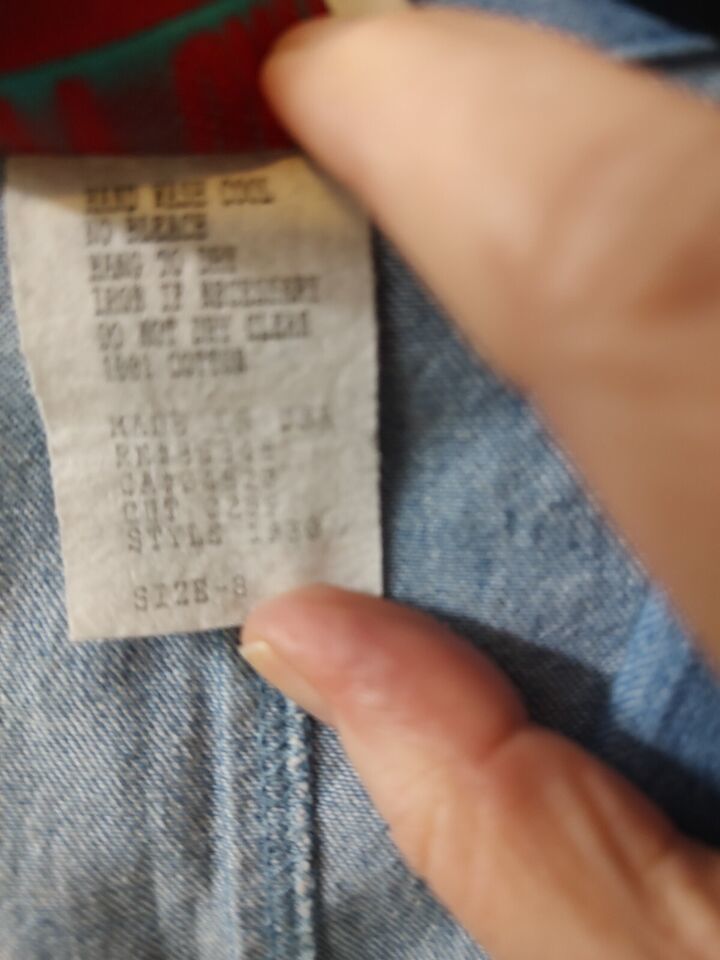 HAND WASH COOL
NO BLEACH
HANG TO DRY
IRON IF NECESSARY
DO NOT DRY CLEAN
100% COTTON
MADE IN USA
CUT
STYLE
SIZE-S